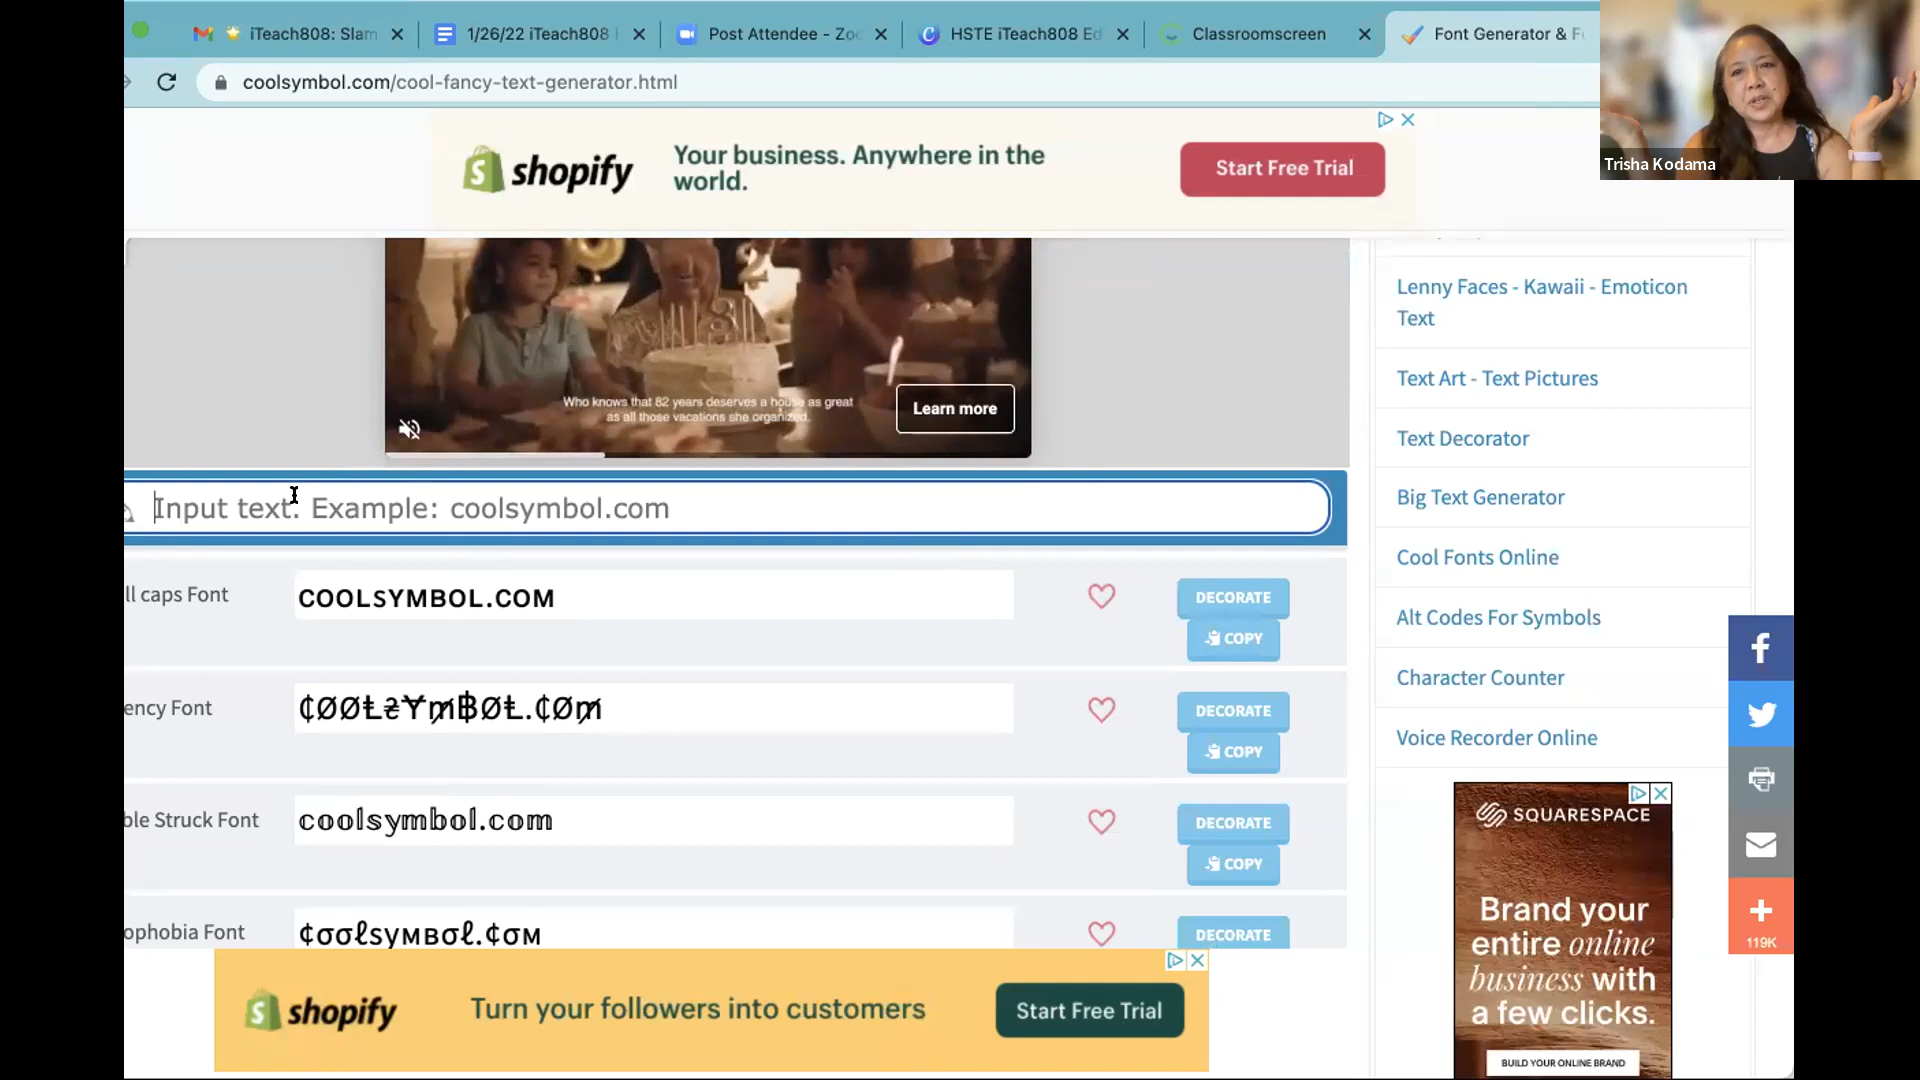 iTeach808: Slam
1/26/22 iTeach808
Post Attendee - Zoo
HSTE iTeach808 Ed
Classroomscreen
Font Generator & F
coolsymbol.com/cool-fancy-text-generator.html
Trisha Kodama
shopify
Your business. Anywhere in the
world.
Start Free Trial
Who knows that 82 years deserves a house as great
as all those vacations she organized.
Learn more
Input text. Example: coolsymbol.com
ll caps Font
ᴄᴏᴏʟsʏᴍʙᴏʟ.ᴄᴏᴍ
DECORATE
COPY
ency Font
₵ØØⱠ₴Ɏ₥฿ØⱠ.₵Ø₥
DECORATE
COPY
ble Struck Font
𝕔𝕠𝕠𝕝𝕤𝕪𝕞𝕓𝕠𝕝.𝕔𝕠𝕞
DECORATE
COPY
ophobia Font
¢σσℓѕумвσℓ.¢σм
DECORATE
Lenny Faces - Kawaii - Emoticon
Text
Text Art - Text Pictures
Text Decorator
Big Text Generator
Cool Fonts Online
Alt Codes For Symbols
Character Counter
Voice Recorder Online
119K
SQUARESPACE
Brand your
entire online
business with
a few clicks.
BUILD YOUR ONLINE BRAND
shopify
Turn your followers into customers
Start Free Trial